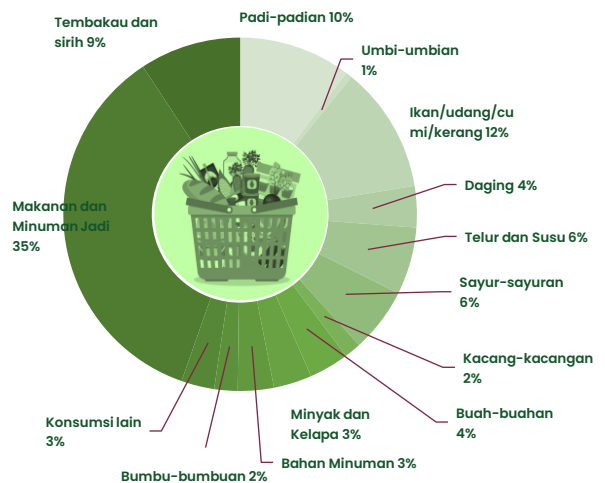 Padi-padian 10%
Tembakau dan
sirih 9%
Umbi-umbian
1%
Ikan/udang/cu
mi/kerang 12%
Daging 4%
Makanan dan
Minuman Jadi
35%
Telur dan Susu 6%
Sayur-sayuran
6%
Kacang-kacangan
2%
Buah-buahan
4%
Minyak dan
Kelapa 3%
Konsumsi lain
3%
Bahan Minuman 3%
Bumbu-bumbuan 2%